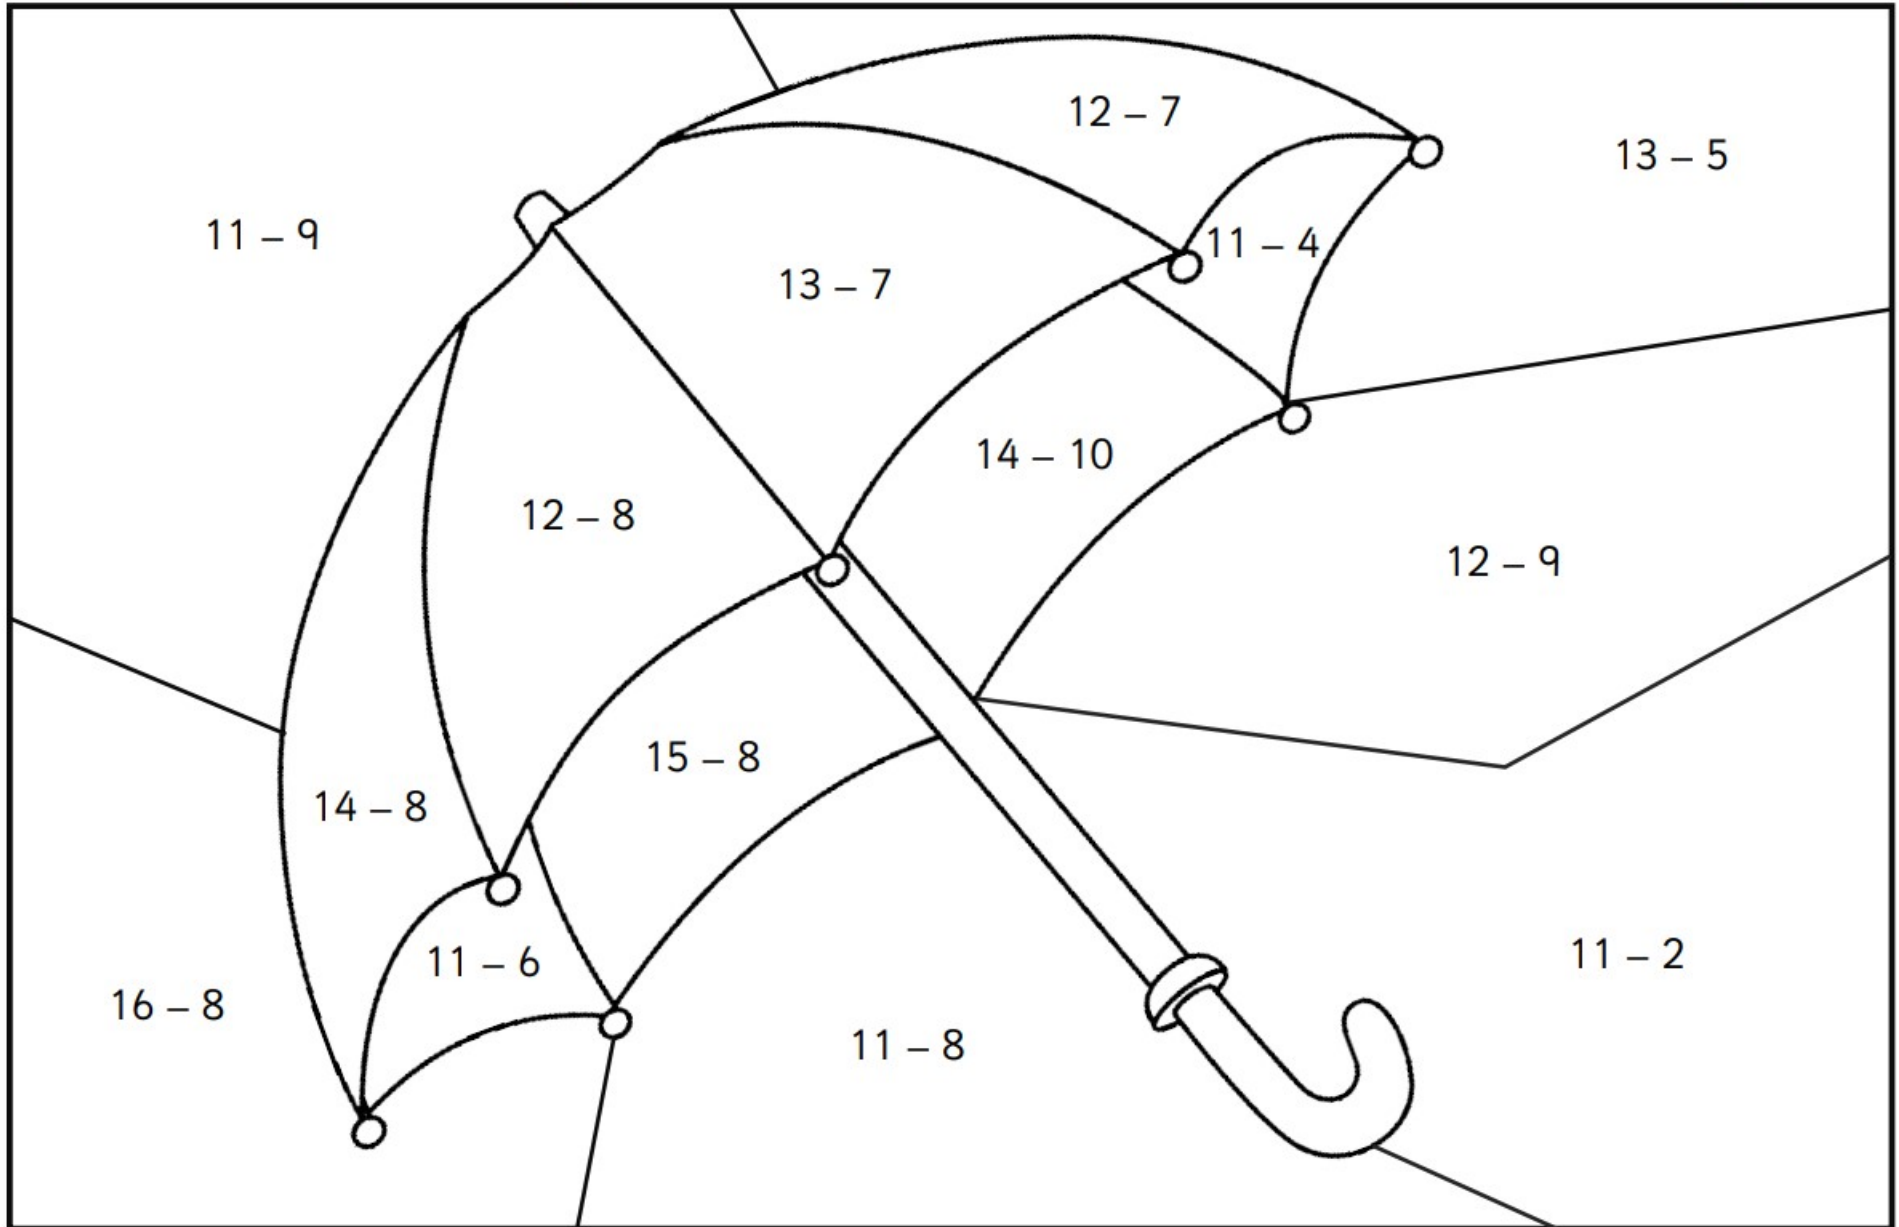 12 – 7
13 – 5
11 – 9
11 – 4
13 – 7
14 – 10
12 – 8
12 – 9
15 – 8
14 – 8
11 – 6
11 – 2
16 – 8
11 – 8